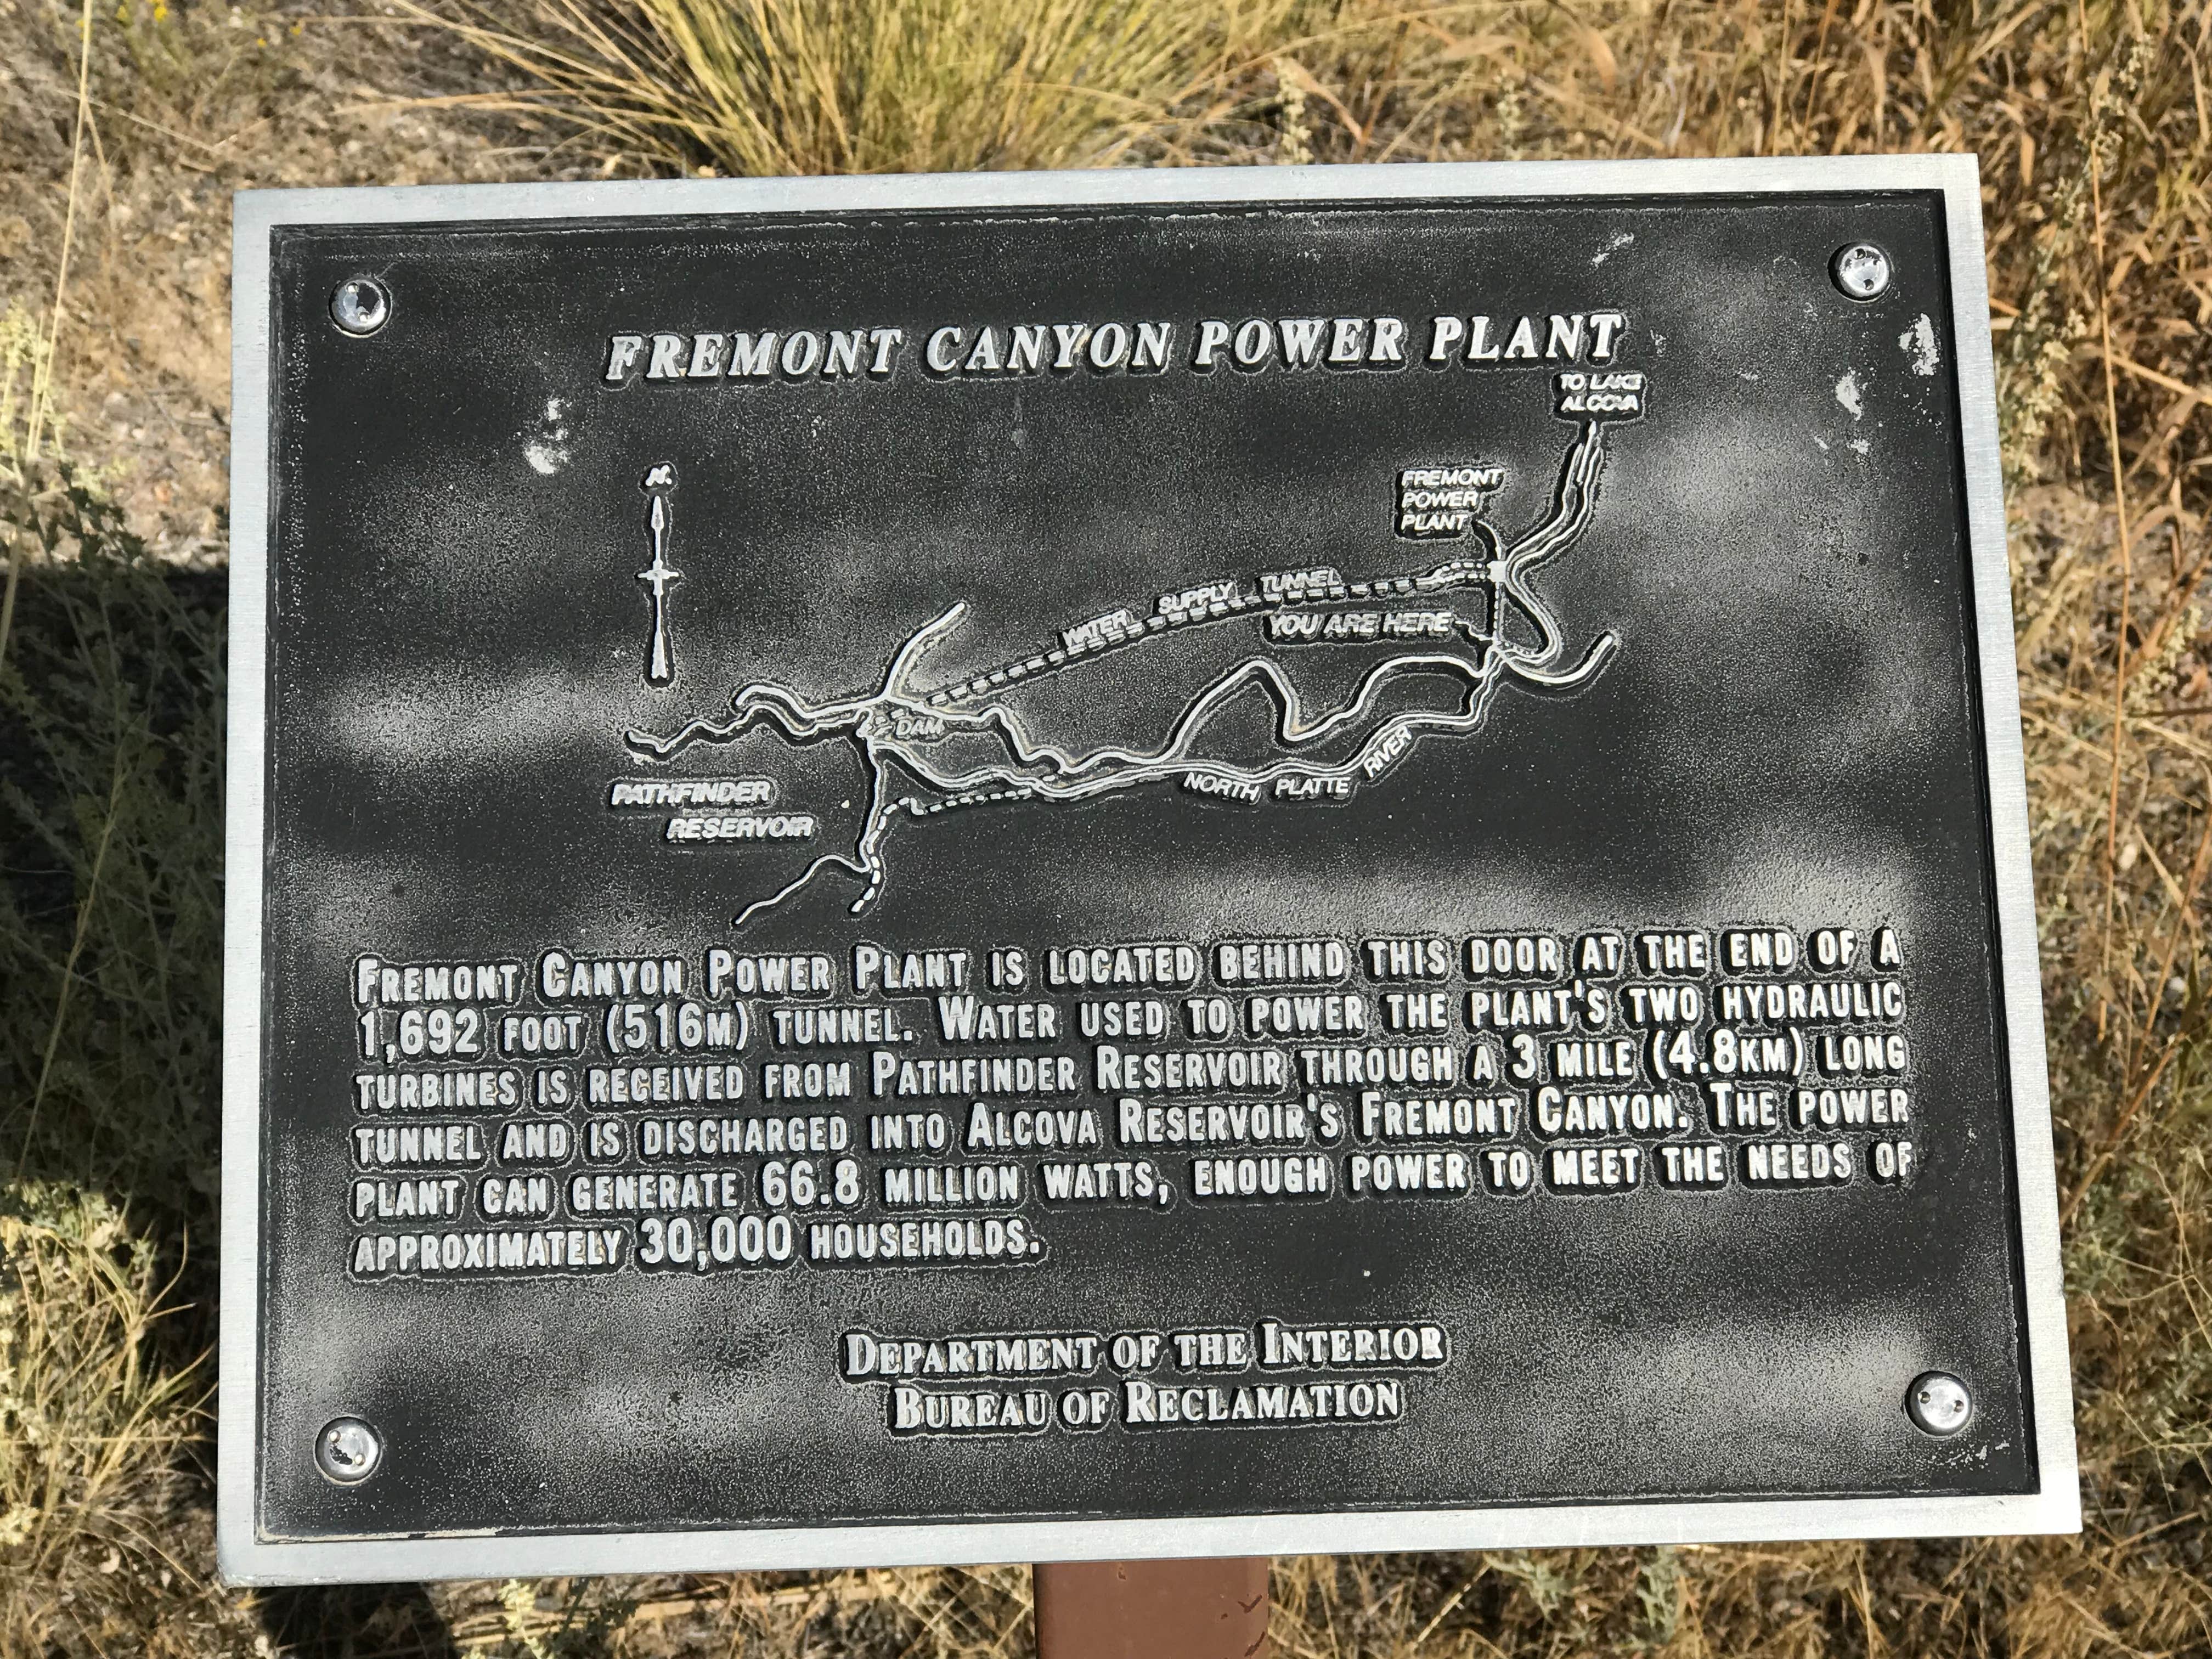 FREMONT CANYON POWER PLANT
TO LAKE
ALCOVA
N.
FREMONT
POWER
PLANT
WATER SUPPLY TUNNEL
YOU ARE HERE
DAM
NORTH PLATTE RIVER
PATHFINDER
RESERVOIR
FREMONT CANYON POWER PLANT IS LOCATED BEHIND THIS DOOR AT THE END OF A
1,692 FOOT (516M) TUNNEL. WATER USED TO POWER THE PLANT'S TWO HYDRAULIC
TURBINES IS RECEIVED FROM PATHFINDER RESERVOIR THROUGH A 3 MILE (4.8KM) LONG
TUNNEL AND IS DISCHARGED INTO ALCOVA RESERVOIR'S FREMONT CANYON. THE POWER
PLANT CAN GENERATE 66.8 MILLION WATTS, ENOUGH POWER TO MEET THE NEEDS OF
APPROXIMATELY 30,000 HOUSEHOLDS.
DEPARTMENT OF THE INTERIOR
BUREAU OF RECLAMATION